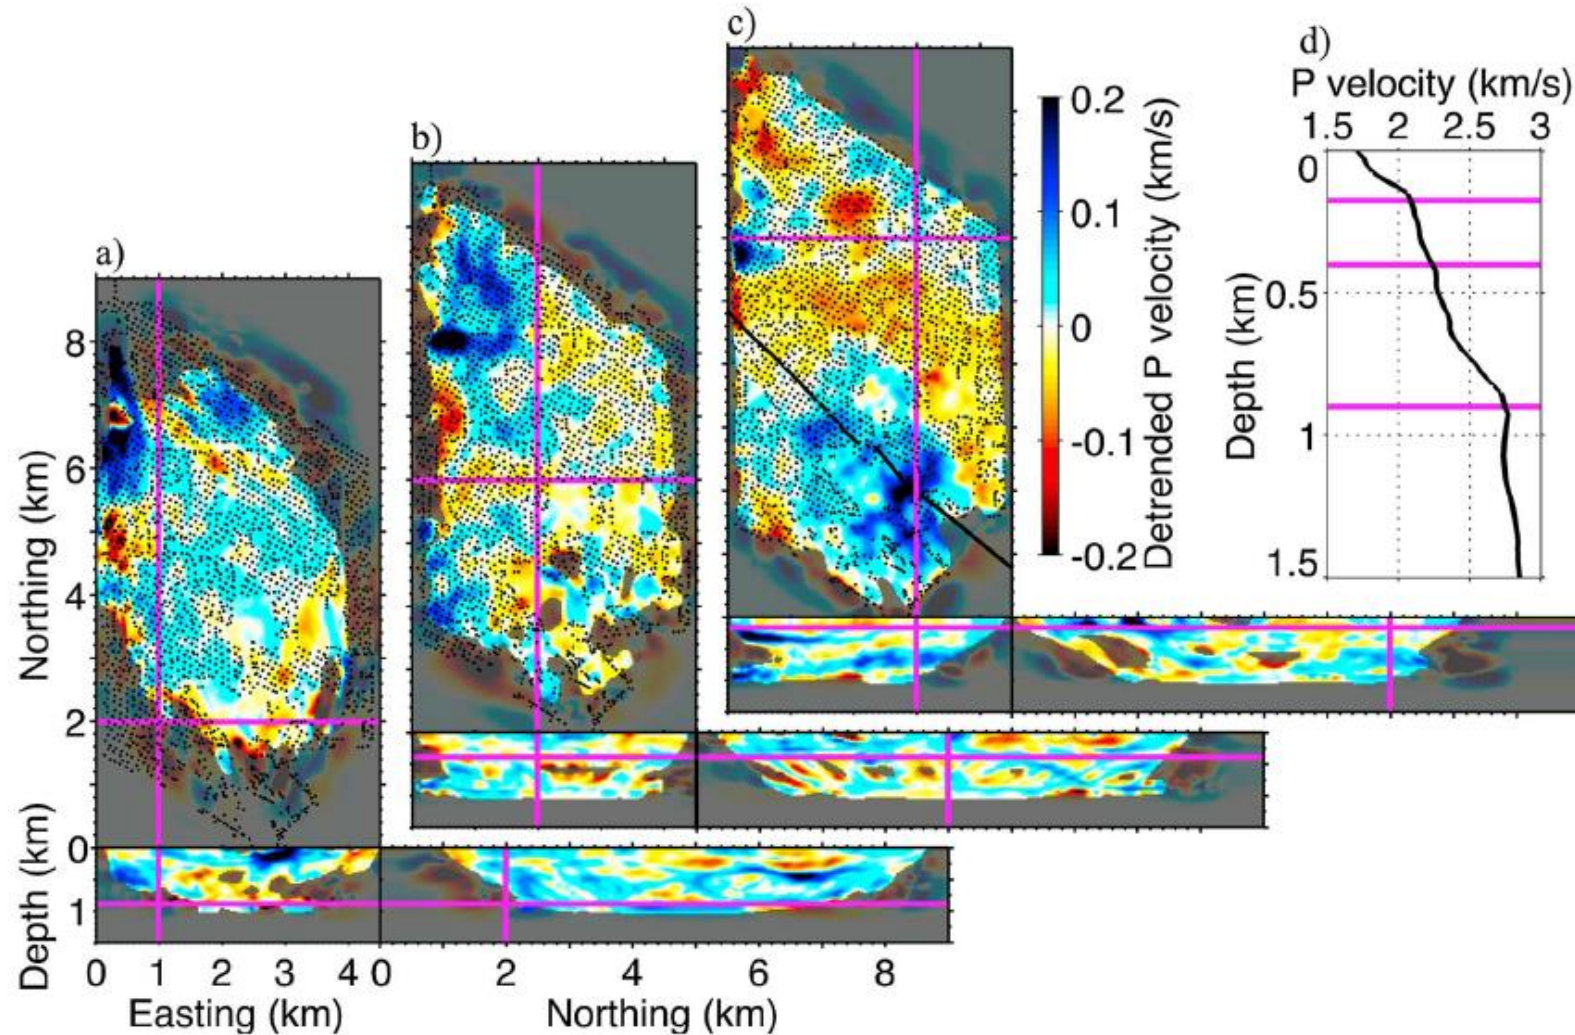 c)
d)
P velocity (km/s)
1.5 2 2.5 3
0
0.5
1
1.5
Depth (km)
0.2
0.1
0
-0.1
-0.2
Detrended P velocity (km/s)
b)
a)
8
6
4
2
0
Northing (km)
1
Depth (km)
0 1 2 3 4 0 2 4 6 8
Easting (km) Northing (km)